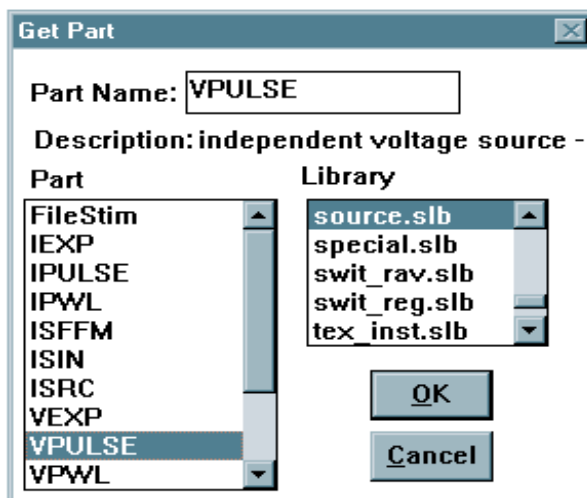 Get Part
Part Name: VPULSE
Description: independent voltage source -
Part
FileStim
IEXP
IPULSE
IPWL
ISFFM
ISIN
ISRC
VEXP
VPULSE
VPWL
Library
source.slb
special.slb
swit_rav.slb
swit_reg.slb
tex_inst.slb
OK
Cancel